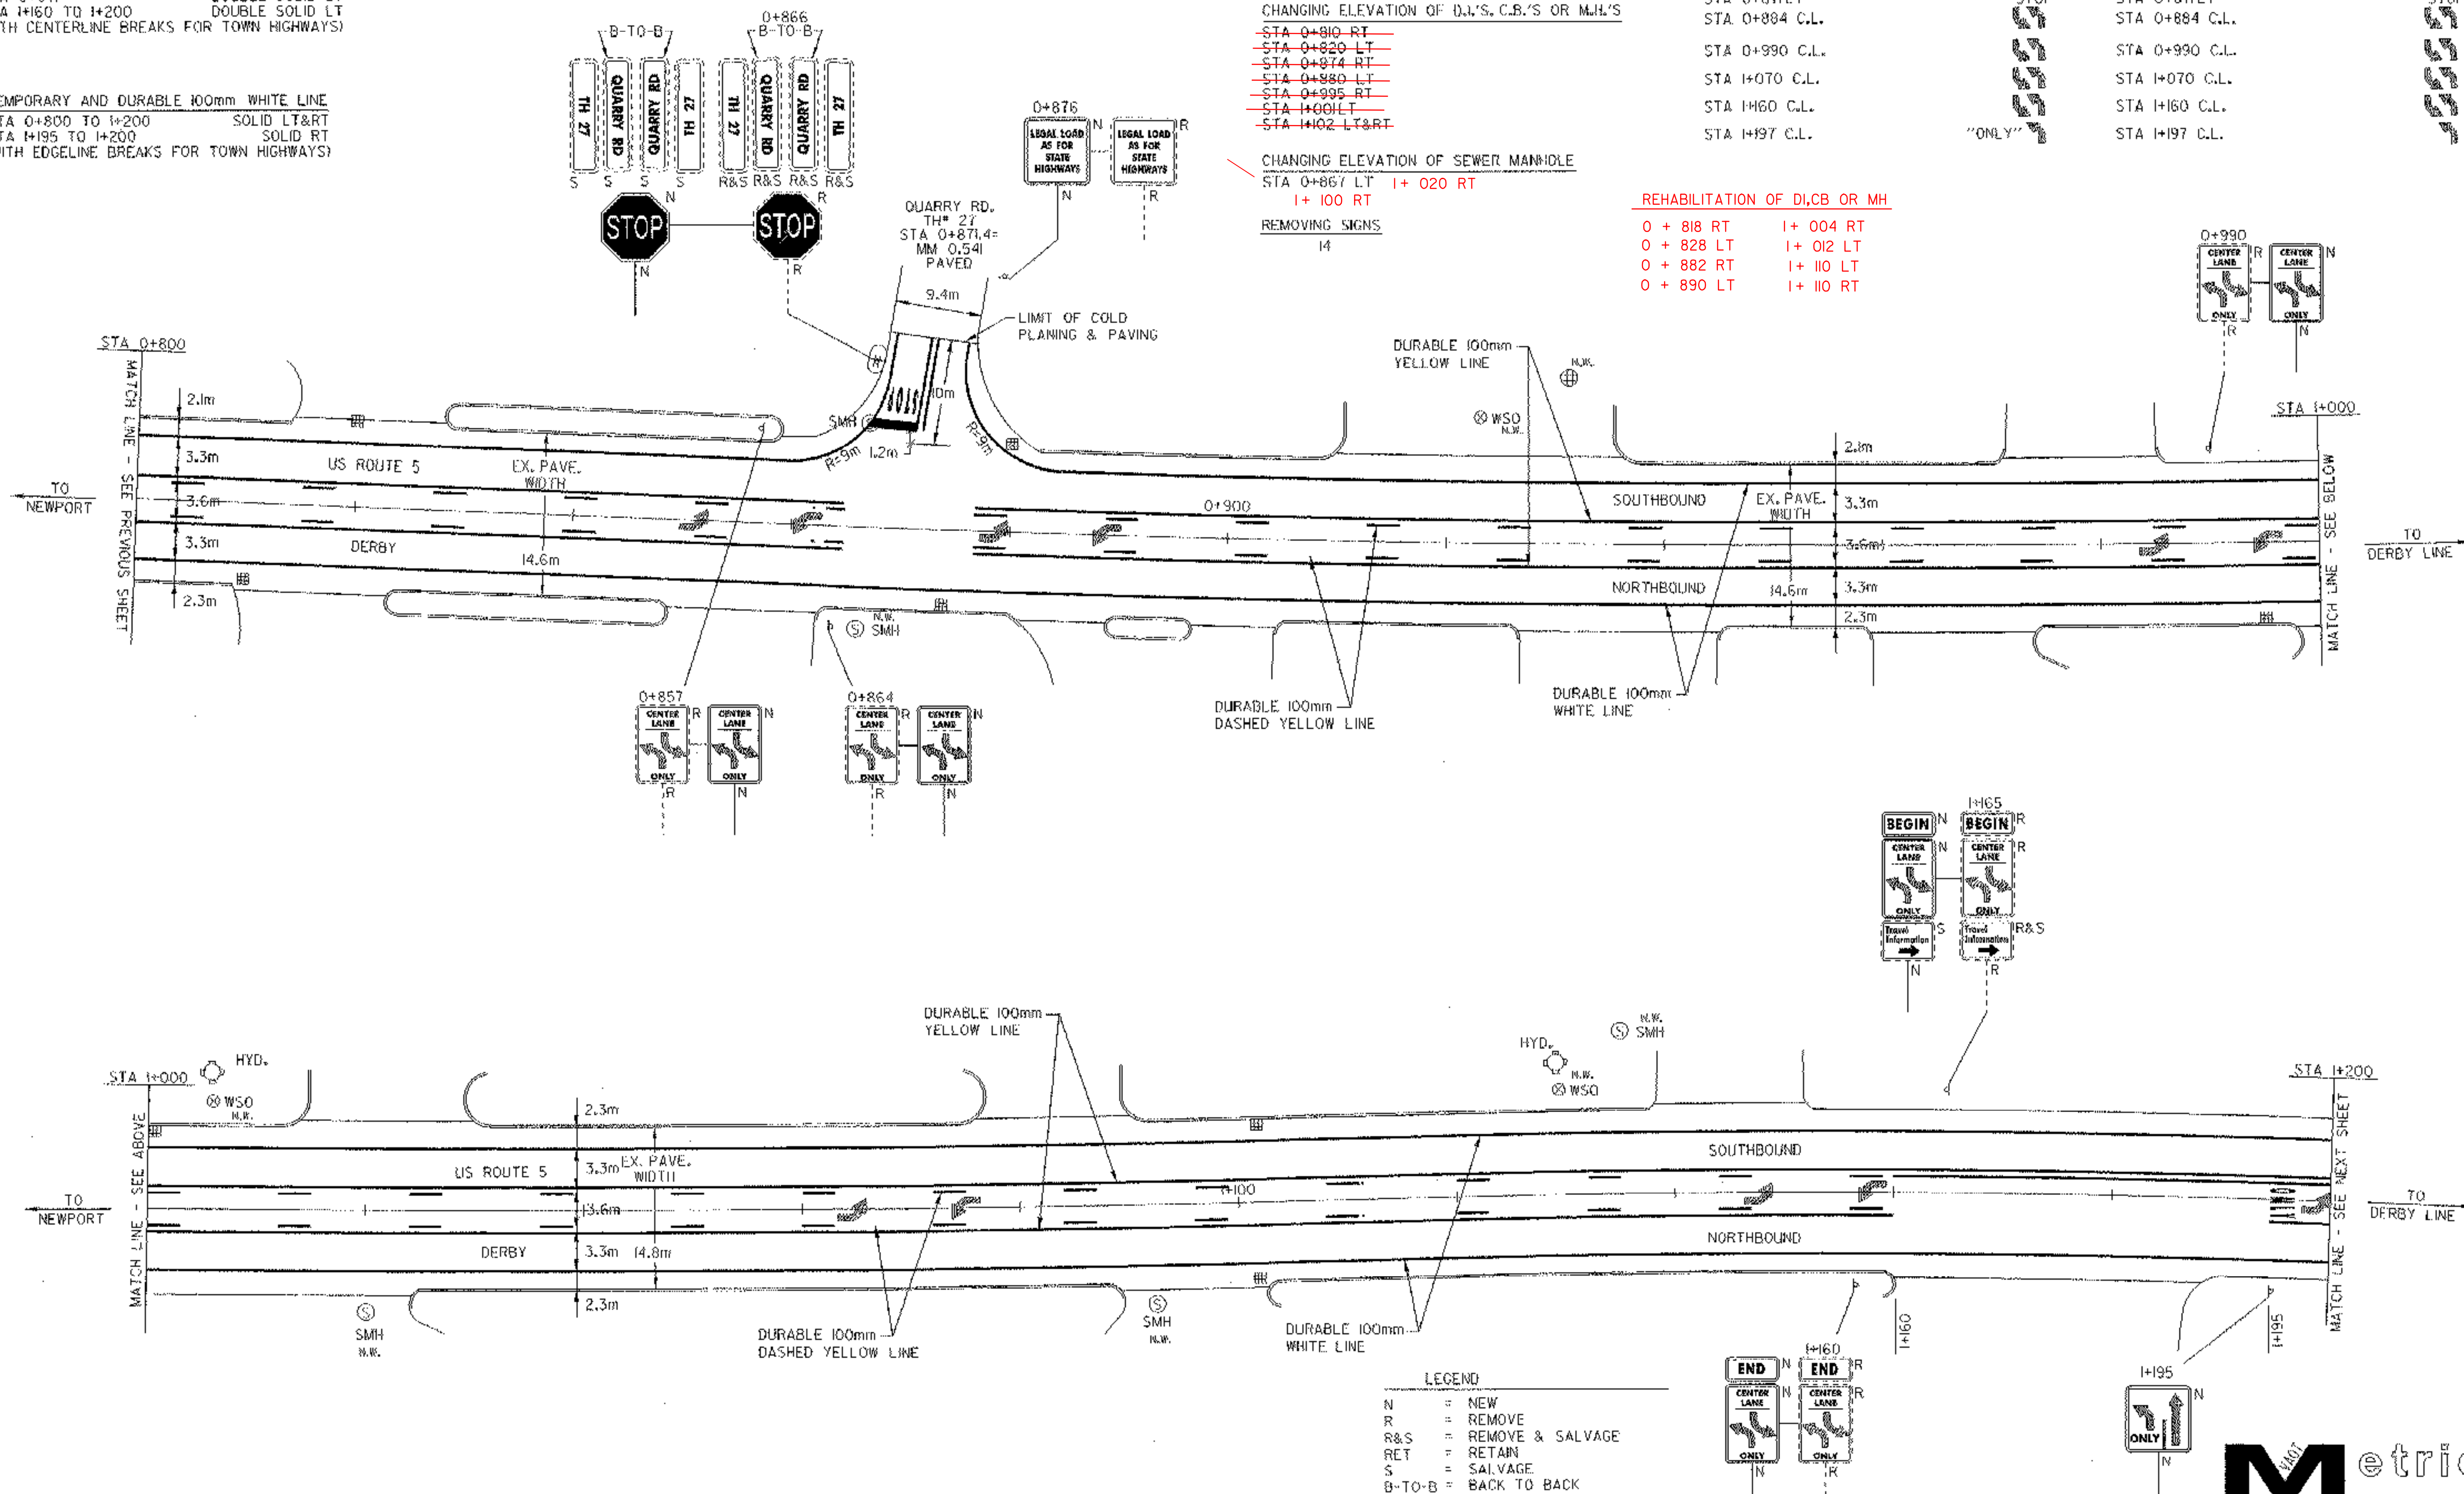 A 1+160 TO 1+200 DOUBLE SOLID LT
TH CENTERLINE BREAKS FOR TOWN HIGHWAYS)
EMPORARY AND DURABLE 100mm WHITE LINE
TA 0+800 TO 1+200 SOLID LT&RT
TA 1+195 TO 1+200 SOLID RT
ITH EDGELINE BREAKS FOR TOWN HIGHWAYS)
0+866
B-TO-B B-TO-B
TH 27 QUARRY RD QUARRY RD TH 27 TH 27 QUARRY RD QUARRY RD TH 27
S S S S R&S R&S R&S R&S
N R
STOP STOP
N R
QUARRY RD.
TH# 27
STA 0+871.4=
MM 0.541
PAVED
0+876
LEGAL LOAD AS FOR STATE HIGHWAYS N
LEGAL LOAD AS FOR STATE HIGHWAYS R
N R
CHANGING ELEVATION OF D.I.'S, C.B.'S OR M.H.'S
STA 0+810 RT
STA 0+820 LT
STA 0+874 RT
STA 0+880 LT
STA 0+995 RT
STA 1+001LT
STA 1+102 LT&RT
CHANGING ELEVATION OF SEWER MANHOLE
STA 0+867 LT 1+ 020 RT
1+ 100 RT
REMOVING SIGNS
14
STA 0+884 C.L. STA 0+884 C.L.
STA 0+990 C.L. STA 0+990 C.L.
STA 1+070 C.L. STA 1+070 C.L.
STA 1+160 C.L. STA 1+160 C.L.
STA 1+197 C.L. "ONLY" STA 1+197 C.L.
REHABILITATION OF DI,CB OR MH
0 + 818 RT 1+ 004 RT
0 + 828 LT 1+ 012 LT
0 + 882 RT 1+ 110 LT
0 + 890 LT 1+ 110 RT
0+990
CENTER LANE ONLY R
CENTER LANE ONLY N
R N
9.4m
LIMIT OF COLD
PLANING & PAVING
STA 0+800
MATCH LINE - SEE PREVIOUS SHEET
2.1m
3.3m
3.6m
3.3m
2.3m
US ROUTE 5
DERBY
EX. PAVE.
WIDTH
14.6m
TO
NEWPORT
SMH
R=9m 1.2m
STOP
10m
R=9m
0+900
DURABLE 100mm
YELLOW LINE
N.W.
WSO
N.W.
SOUTHBOUND
NORTHBOUND
EX. PAVE.
WIDTH
14.6m
2.1m
3.3m
3.6m
3.3m
2.3m
STA 1+000
MATCH LINE - SEE BELOW
TO
DERBY LINE
N.W.
SMH
DURABLE 100mm
DASHED YELLOW LINE
DURABLE 100mm
WHITE LINE
0+857
CENTER LANE ONLY R
CENTER LANE ONLY N
R N
0+864
CENTER LANE ONLY R
CENTER LANE ONLY N
R N
1+165
BEGIN N BEGIN R
CENTER LANE ONLY N
CENTER LANE ONLY R
Travel Information S
Travel Information R&S
N R
STA 1+000
MATCH LINE - SEE ABOVE
HYD.
WSO
N.W.
TO
NEWPORT
US ROUTE 5
DERBY
2.3m
3.3m
3.6m
3.3m
2.3m
EX. PAVE.
WIDTH
14.8m
DURABLE 100mm
YELLOW LINE
1+100
HYD.
N.W.
WSO
N.W.
SMH
SOUTHBOUND
NORTHBOUND
STA 1+200
MATCH LINE - SEE NEXT SHEET
TO
DERBY LINE
SMH
N.W.
SMH
N.W.
DURABLE 100mm
DASHED YELLOW LINE
DURABLE 100mm
WHITE LINE
1+160
1+195
1+160
END N END R
CENTER LANE ONLY N
CENTER LANE ONLY R
N R
1+195
ONLY N
N
LEGEND
N = NEW
R = REMOVE
R&S = REMOVE & SALVAGE
RET = RETAIN
S = SALVAGE
B-TO-B = BACK TO BACK
VAOT
Metric